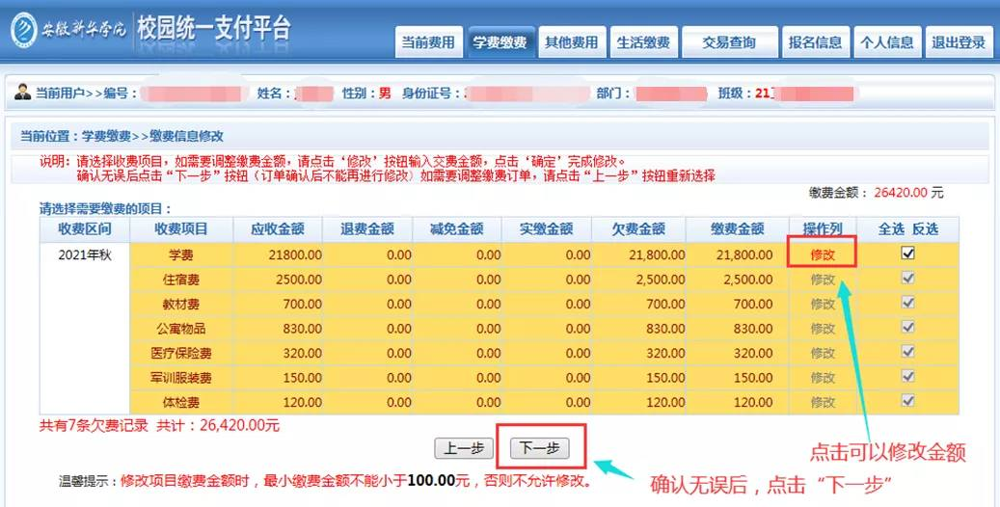 安徽新华学院 校园统一支付平台
当前费用 学费缴费 其他费用 生活缴费 交易查询 报名信息 个人信息 退出登录
当前用户>>编号： 姓名： 性别：男 身份证号： 部门： 班级：21
当前位置：学费缴费>>缴费信息修改
说明：请选择收费项目，如需要调整缴费金额，请点击‘修改’按钮输入交费金额，点击‘确定’完成修改。
确认无误后点击“下一步”按钮（订单确认后不能再进行修改）如需要调整缴费订单，请点击“上一步”按钮重新选择
缴费金额： 26420.00 元
请选择需要缴费的项目：
收费区间 收费项目 应收金额 退费金额 减免金额 实缴金额 欠费金额 缴费金额 操作列 全选 反选
2021年秋 学费 21800.00 0.00 0.00 0.00 21,800.00 21,800.00 修改
住宿费 2500.00 0.00 0.00 0.00 2,500.00 2,500.00 修改
教材费 700.00 0.00 0.00 0.00 700.00 700.00 修改
公寓物品 830.00 0.00 0.00 0.00 830.00 830.00 修改
医疗保险费 320.00 0.00 0.00 0.00 320.00 320.00 修改
军训服装费 150.00 0.00 0.00 0.00 150.00 150.00 修改
体检费 120.00 0.00 0.00 0.00 120.00 120.00 修改
共有7条欠费记录 共计：26,420.00元
上一步 下一步
点击可以修改金额
温馨提示：修改项目缴费金额时，最小缴费金额不能小于100.00元，否则不允许修改。
确认无误后，点击“下一步”